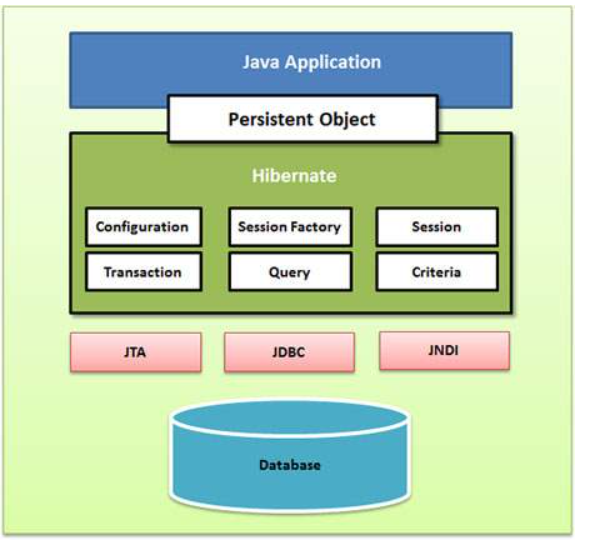 Java Application
Persistent Object
Hibernate
Configuration
Session Factory
Session
Transaction
Query
Criteria
JTA
JDBC
JNDI
Database